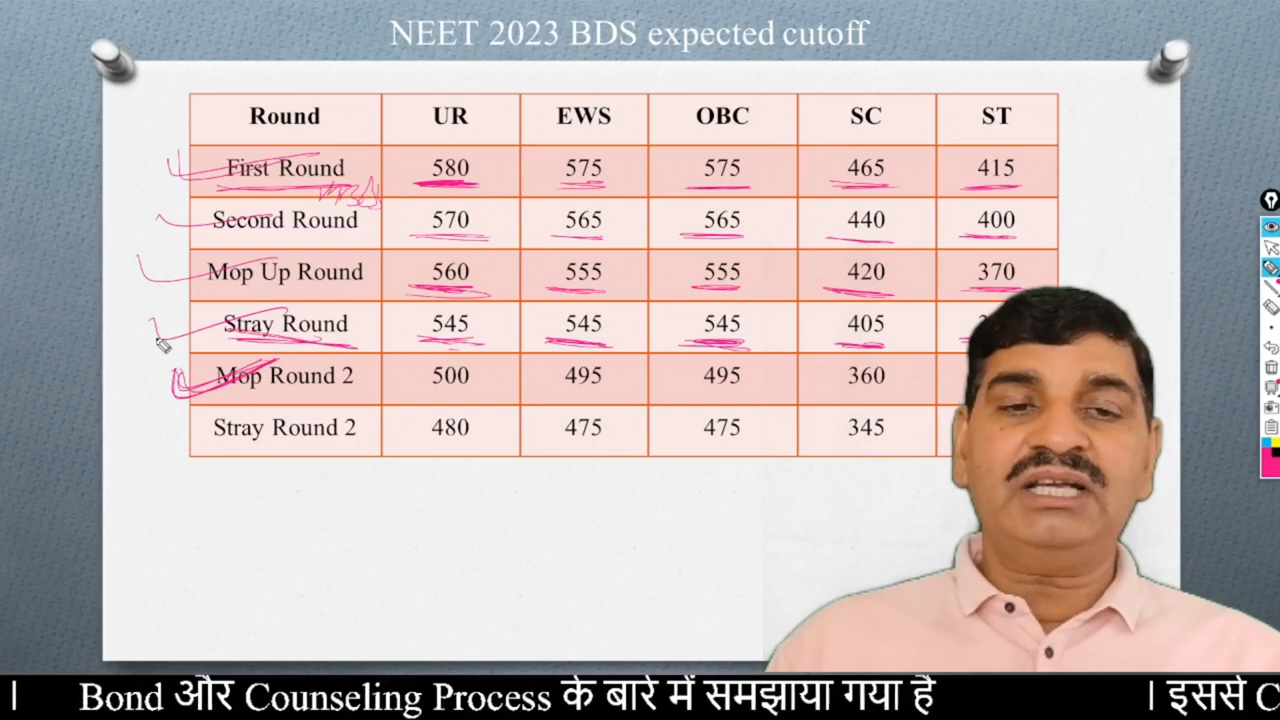 NEET 2023 BDS expected cutoff
Round UR EWS OBC SC ST
First Round 580 575 575 465 415
Second Round 570 565 565 440 400
Mop Up Round 560 555 555 420 370
Stray Round 545 545 545 405
Mop Round 2 500 495 495 360
Stray Round 2 480 475 475 345
। Bond और Counseling Process के बारे में समझाया गया है । इससे C